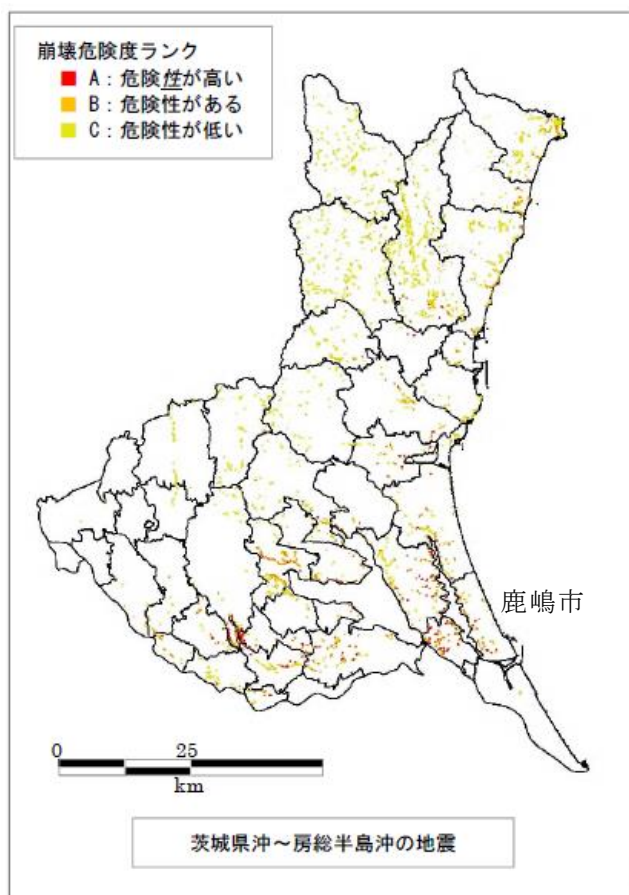 崩壊危険度ランク
A：危険性が高い
B：危険性がある
C：危険性が低い
鹿嶋市
0 25
km
茨城県沖～房総半島沖の地震